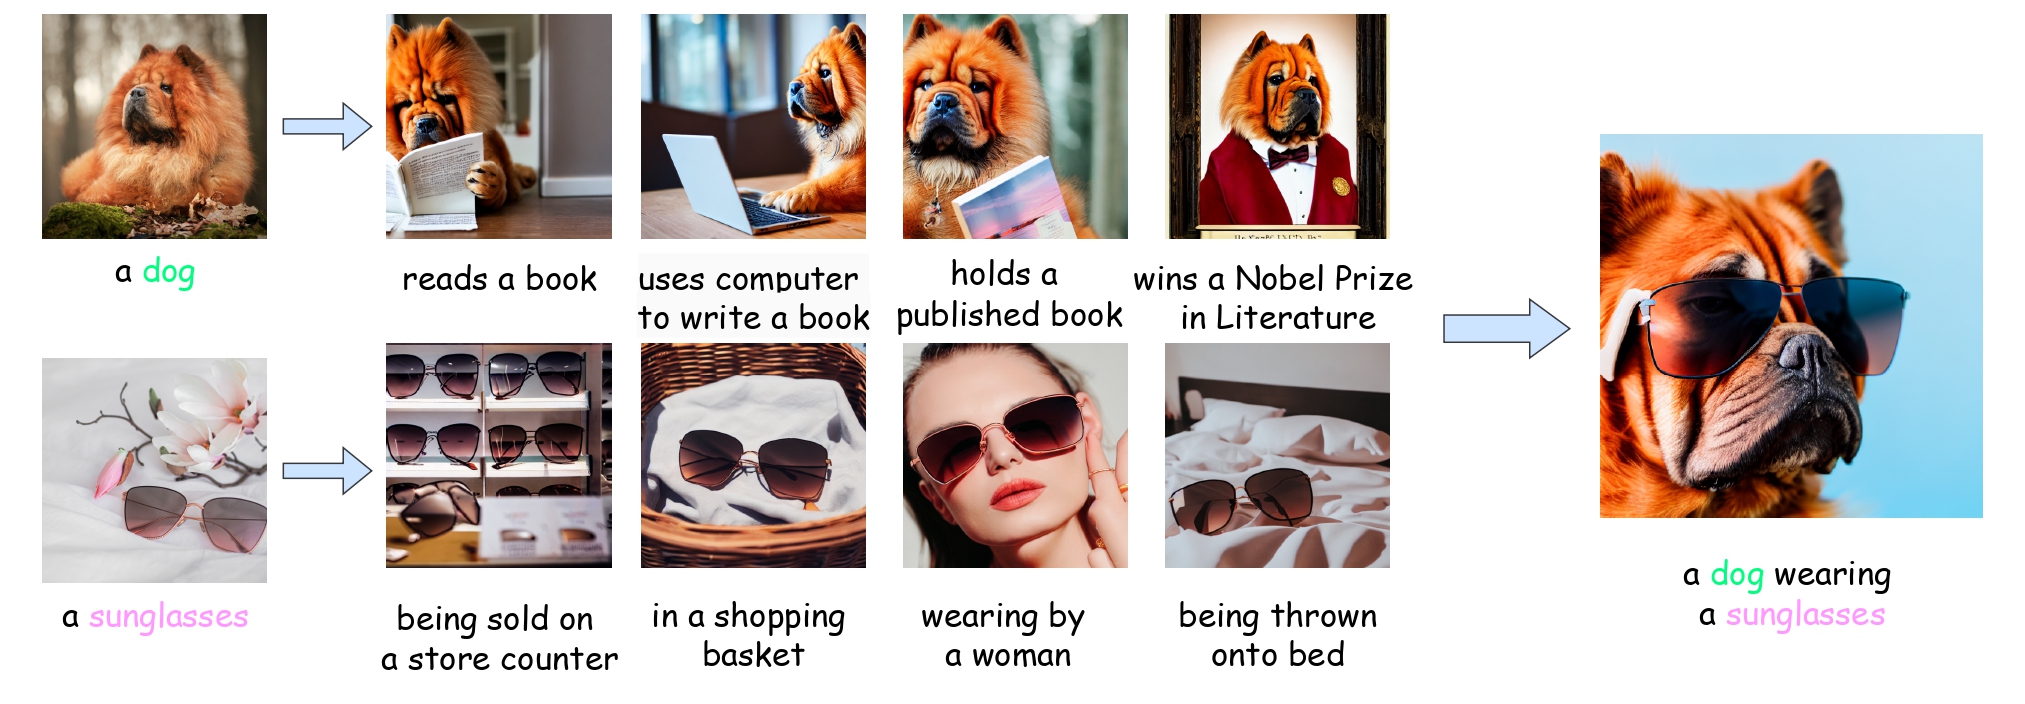 a dog
reads a book
uses computer
to write a book
holds a
published book
wins a Nobel Prize
in Literature
a sunglasses
being sold on
a store counter
in a shopping
basket
wearing by
a woman
being thrown
onto bed
a dog wearing
a sunglasses